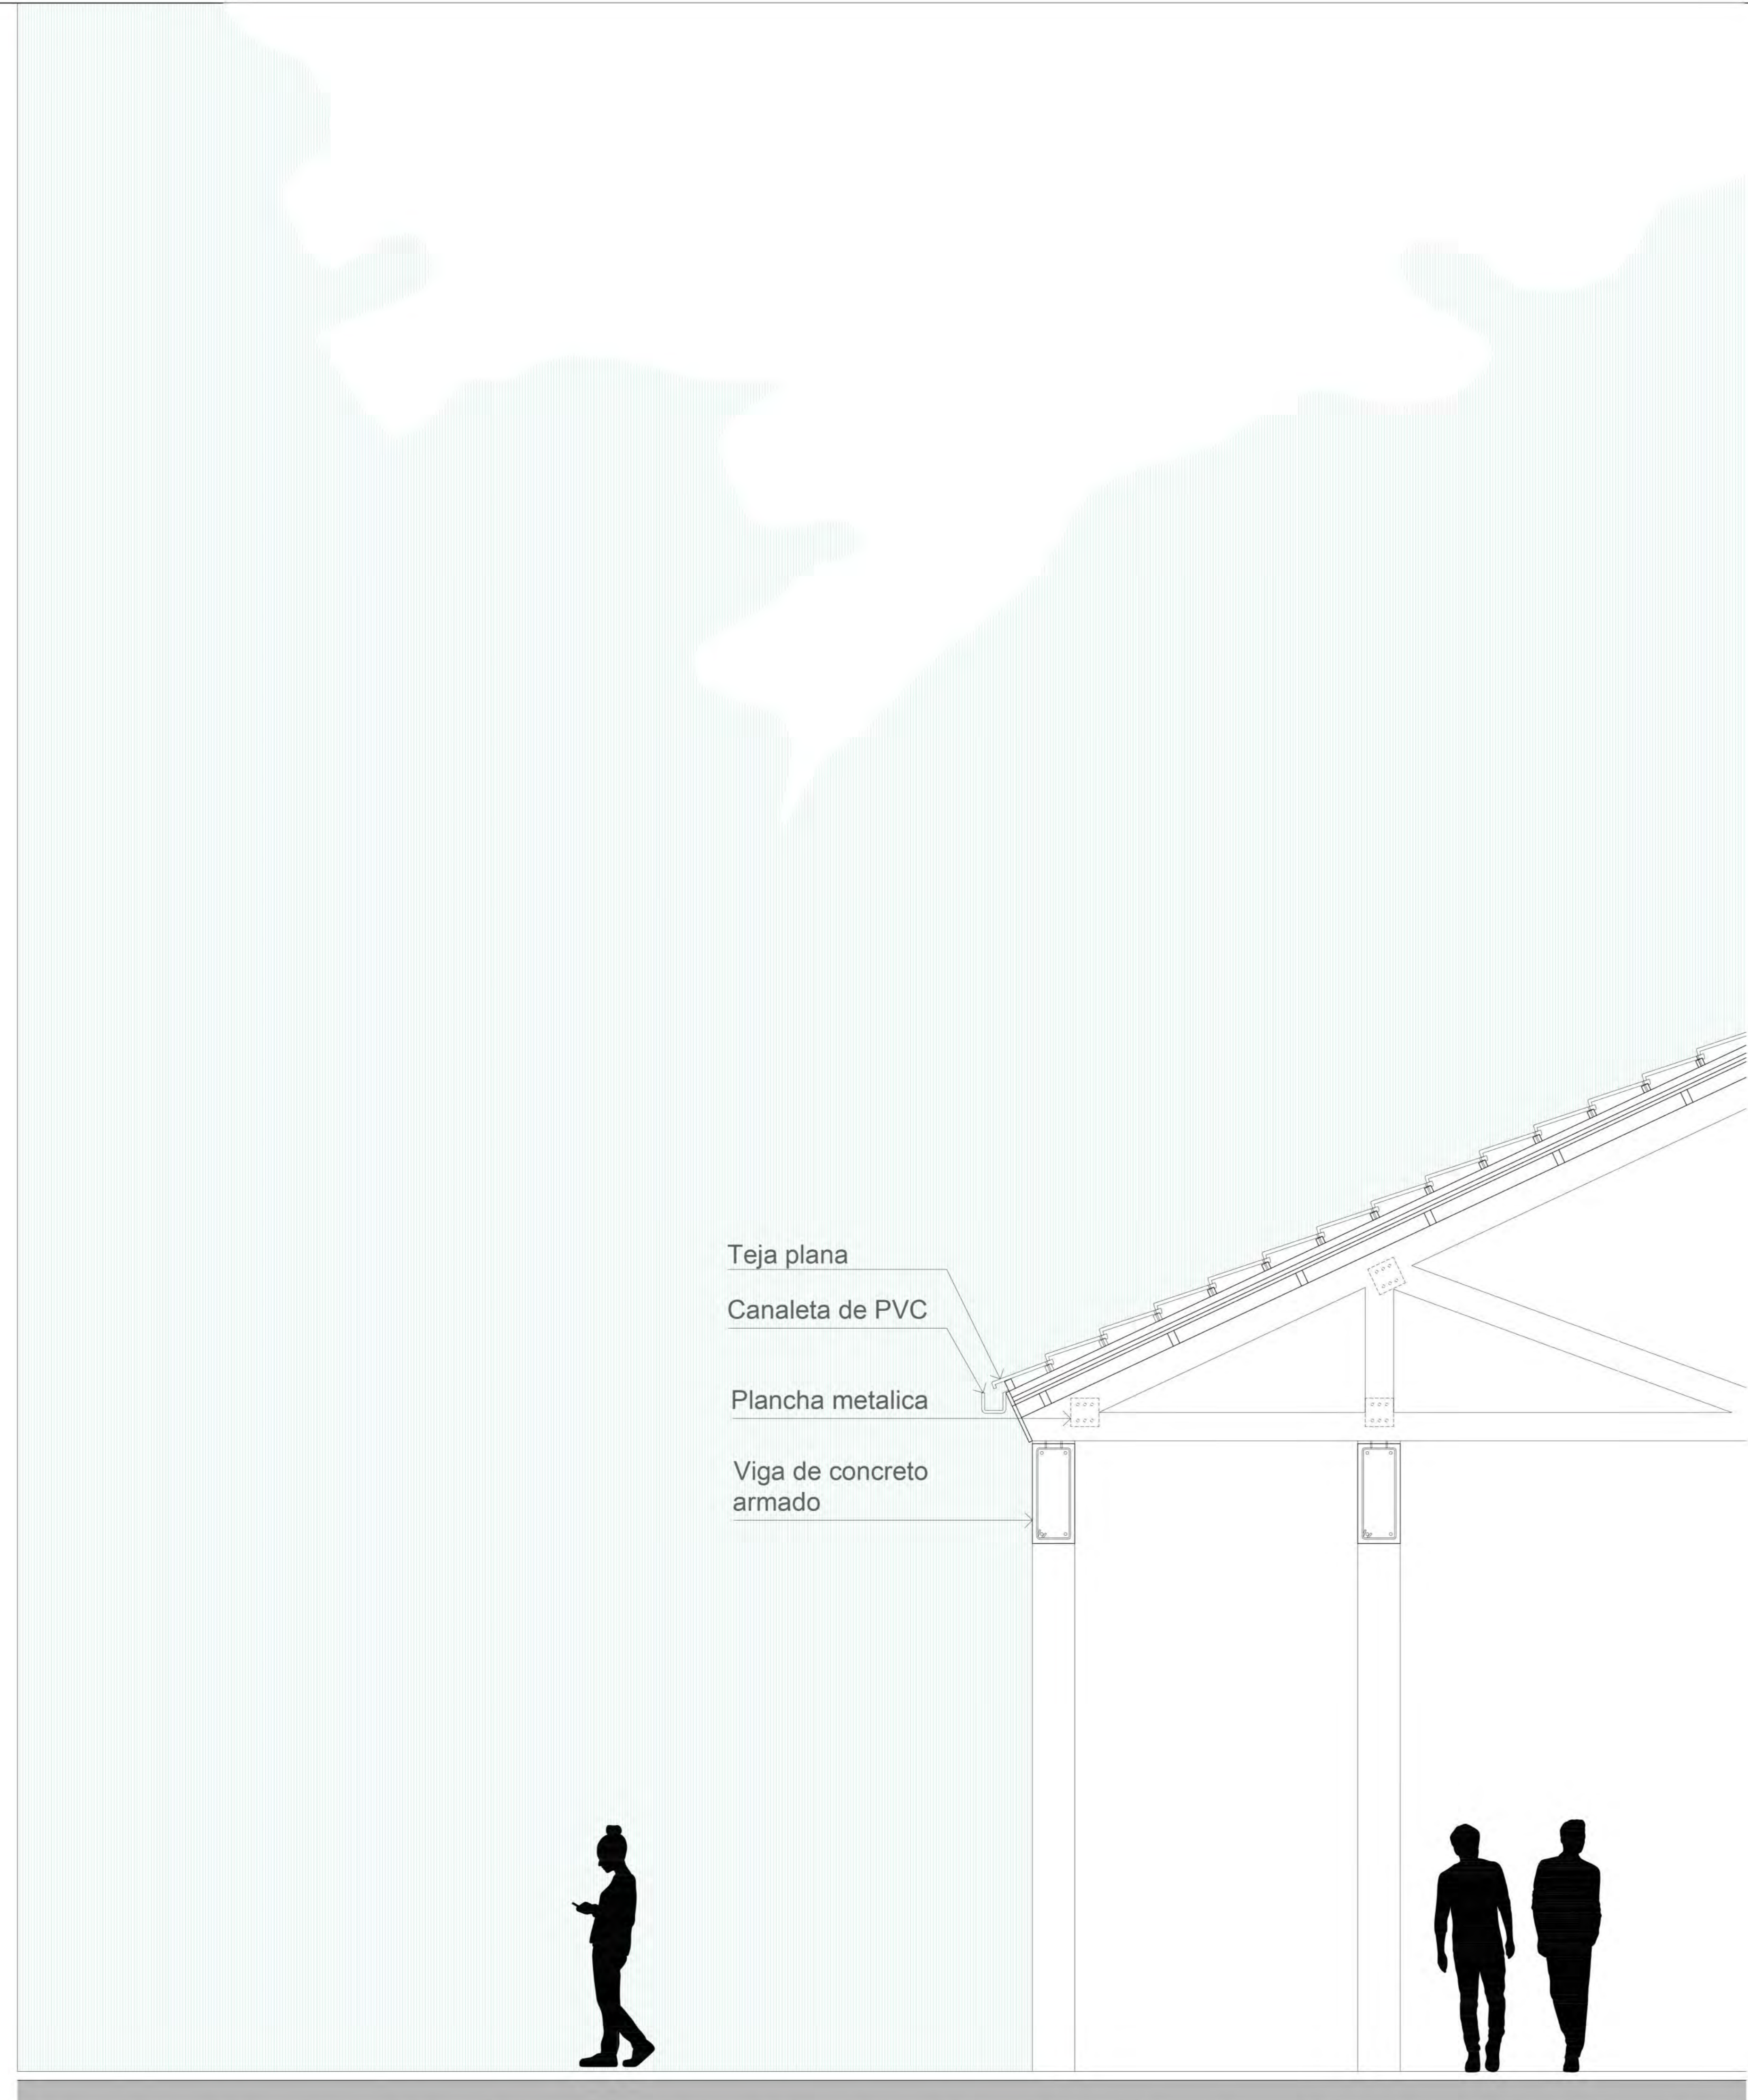 Teja plana
Canaleta de PVC
Plancha metalica
Viga de concreto
armado